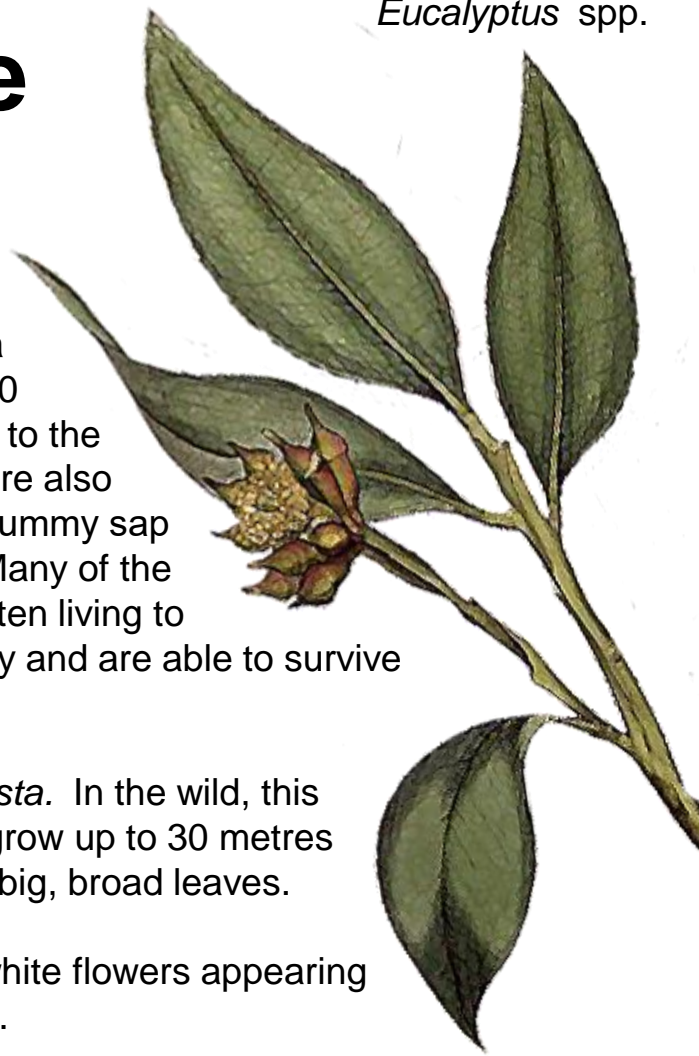 Eucalyptus spp.
e
0
to the
re also
ummy sap
Many of the
ten living to
y and are able to survive
sta. In the wild, this
grow up to 30 metres
big, broad leaves.
white flowers appearing
.